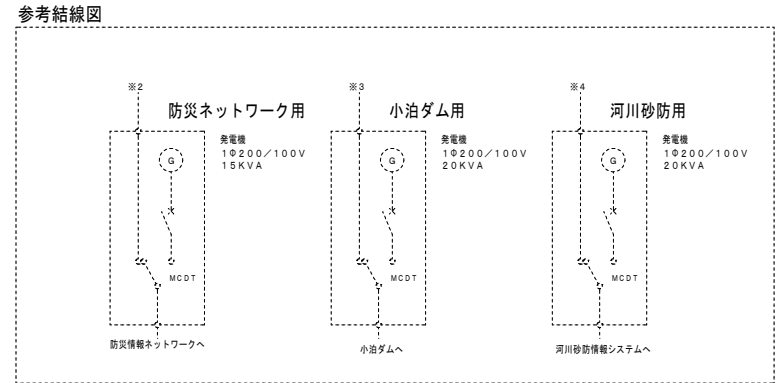 参考結線図
※2
防災ネットワーク用
発電機
1Φ200/100V
15KVA
G
MCDT
防災情報ネットワークへ
※3
小泊ダム用
発電機
1Φ200/100V
20KVA
G
MCDT
小泊ダムへ
※4
河川砂防用
発電機
1Φ200/100V
20KVA
G
MCDT
河川砂防情報システムへ